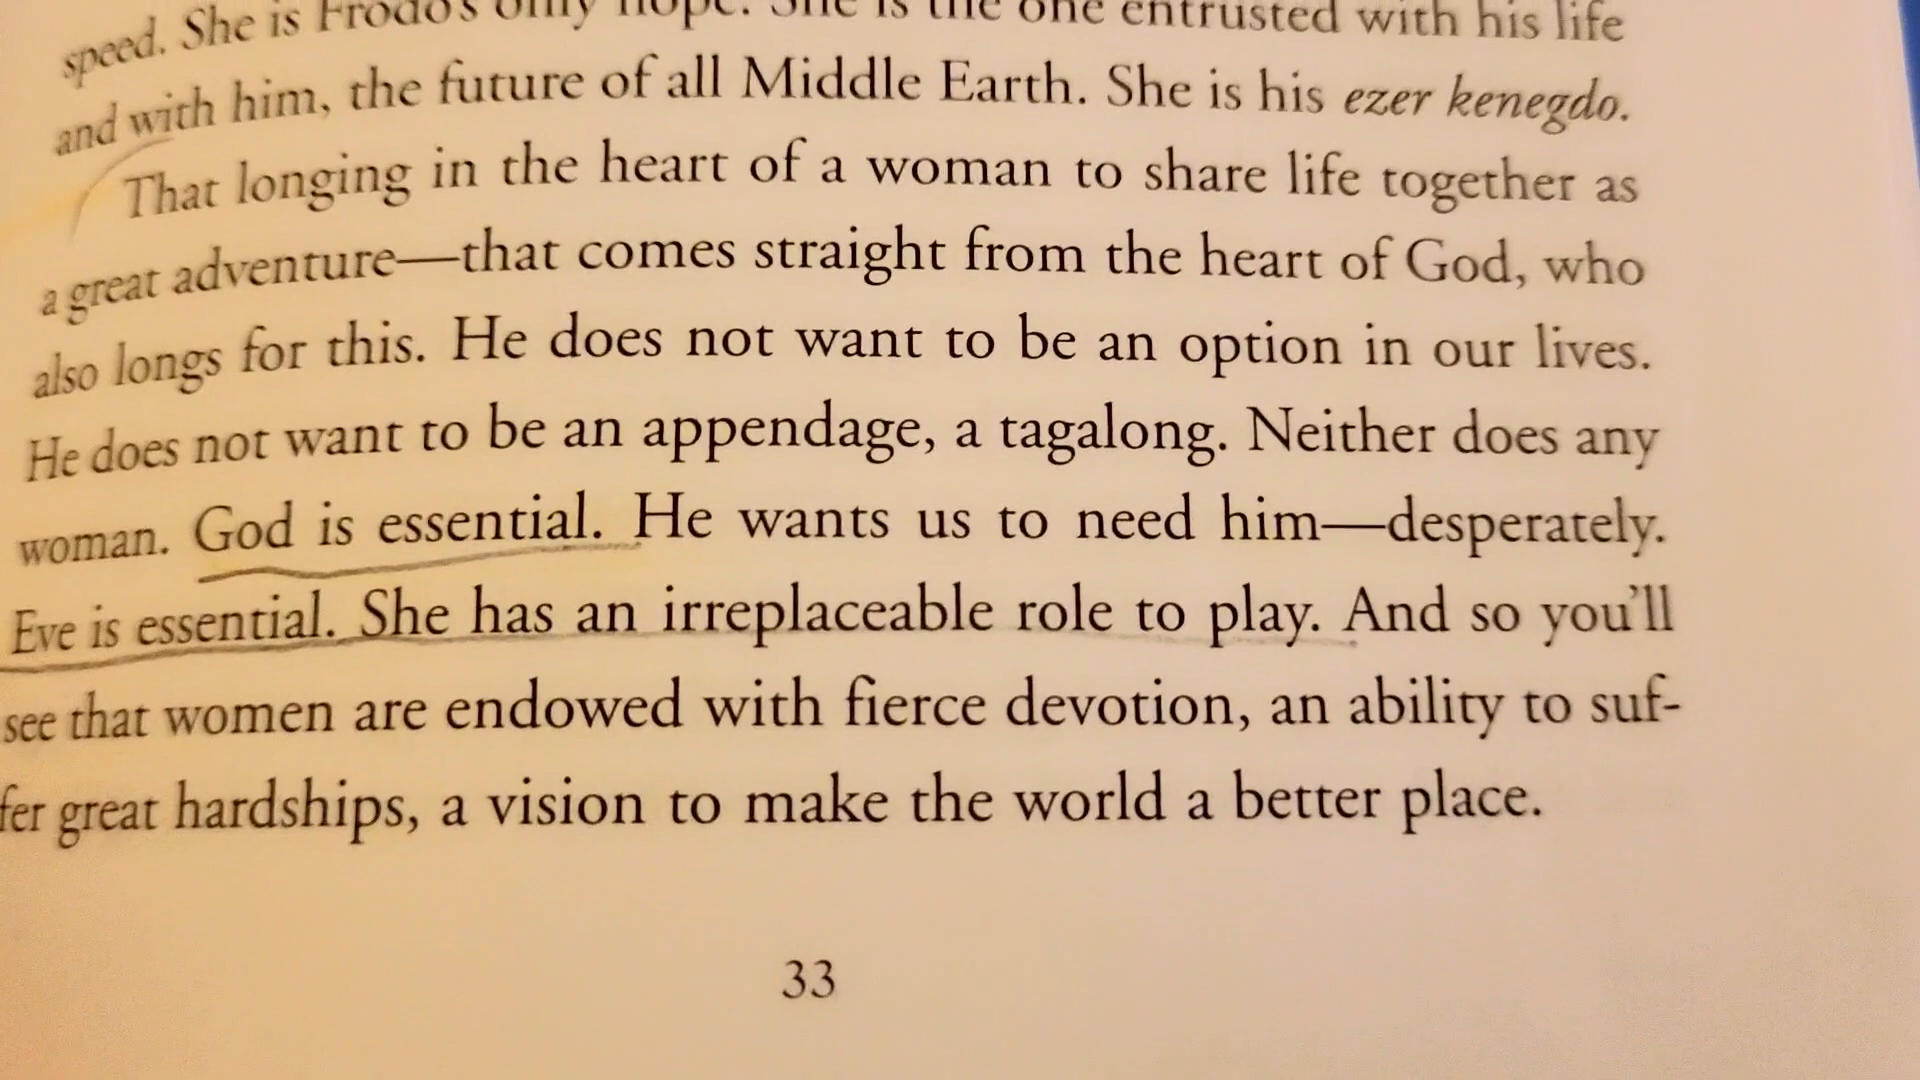 speed. She is Frodo's only hope. She is the one entrusted with his life
and with him, the future of all Middle Earth. She is his ezer kenegdo.
That longing in the heart of a woman to share life together as
a great adventure—that comes straight from the heart of God, who
also longs for this. He does not want to be an option in our lives.
He does not want to be an appendage, a tagalong. Neither does any
woman. God is essential. He wants us to need him—desperately.
Eve is essential. She has an irreplaceable role to play. And so you'll
see that women are endowed with fierce devotion, an ability to suf-
fer great hardships, a vision to make the world a better place.
33